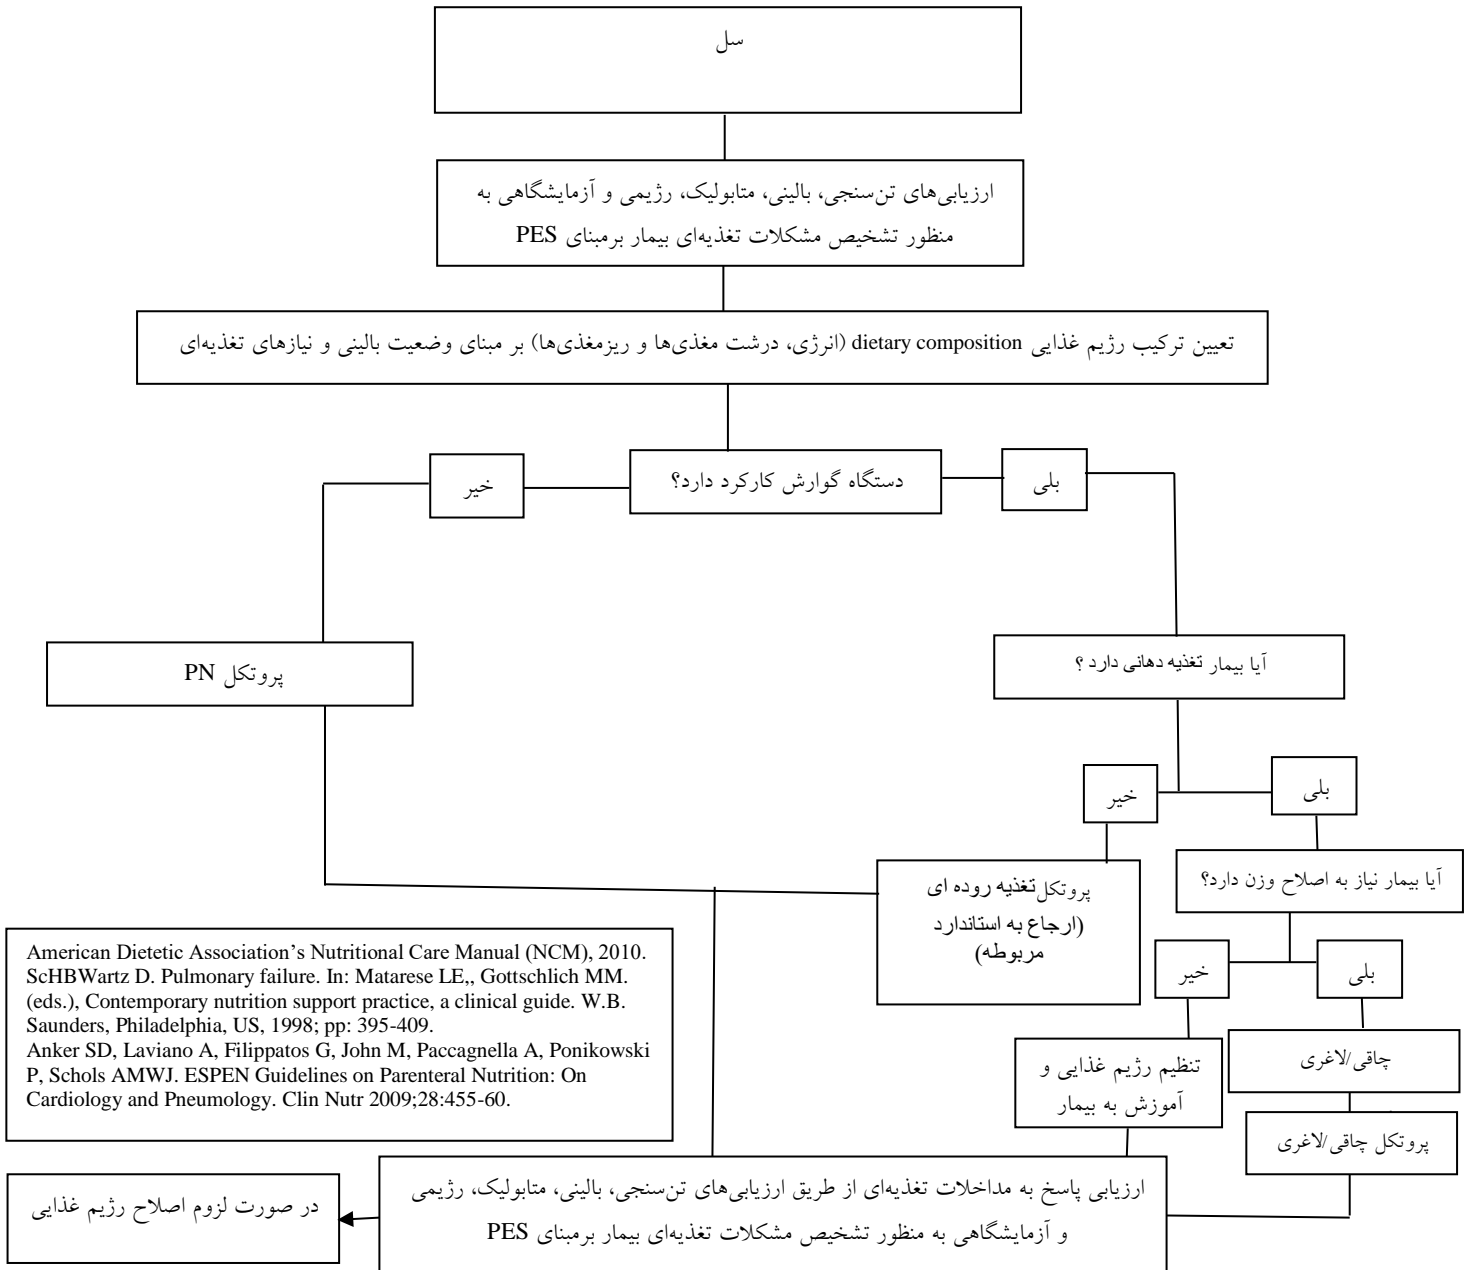 سل
ارزیابی‌های تن‌سنجی، بالینی، متابولیک، رژیمی و آزمایشگاهی به
منظور تشخیص مشکلات تغذیه‌ای بیمار برمبنای PES
تعیین ترکیب رژیم غذایی dietary composition (انرژی، درشت مغذی‌ها و ریزمغذی‌ها) بر مبنای وضعیت بالینی و نیازهای تغذیه‌ای
دستگاه گوارش کارکرد دارد؟
بلی
خیر
پروتکل PN
آیا بیمار تغذیه دهانی دارد ؟
خیر
بلی
پروتکل تغذیه روده ای
(ارجاع به استاندارد
مربوطه)
آیا بیمار نیاز به اصلاح وزن دارد؟
خیر
بلی
تنظیم رژیم غذایی و
آموزش به بیمار
چاقی/لاغری
پروتکل چاقی/لاغری
American Dietetic Association’s Nutritional Care Manual (NCM), 2010.
ScHBWartz D. Pulmonary failure. In: Matarese LE,, Gottschlich MM.
(eds.), Contemporary nutrition support practice, a clinical guide. W.B.
Saunders, Philadelphia, US, 1998; pp: 395-409.
Anker SD, Laviano A, Filippatos G, John M, Paccagnella A, Ponikowski
P, Schols AMWJ. ESPEN Guidelines on Parenteral Nutrition: On
Cardiology and Pneumology. Clin Nutr 2009;28:455-60.
ارزیابی پاسخ به مداخلات تغذیه‌ای از طریق ارزیابی‌های تن‌سنجی، بالینی، متابولیک، رژیمی
و آزمایشگاهی به منظور تشخیص مشکلات تغذیه‌ای بیمار برمبنای PES
در صورت لزوم اصلاح رژیم غذایی